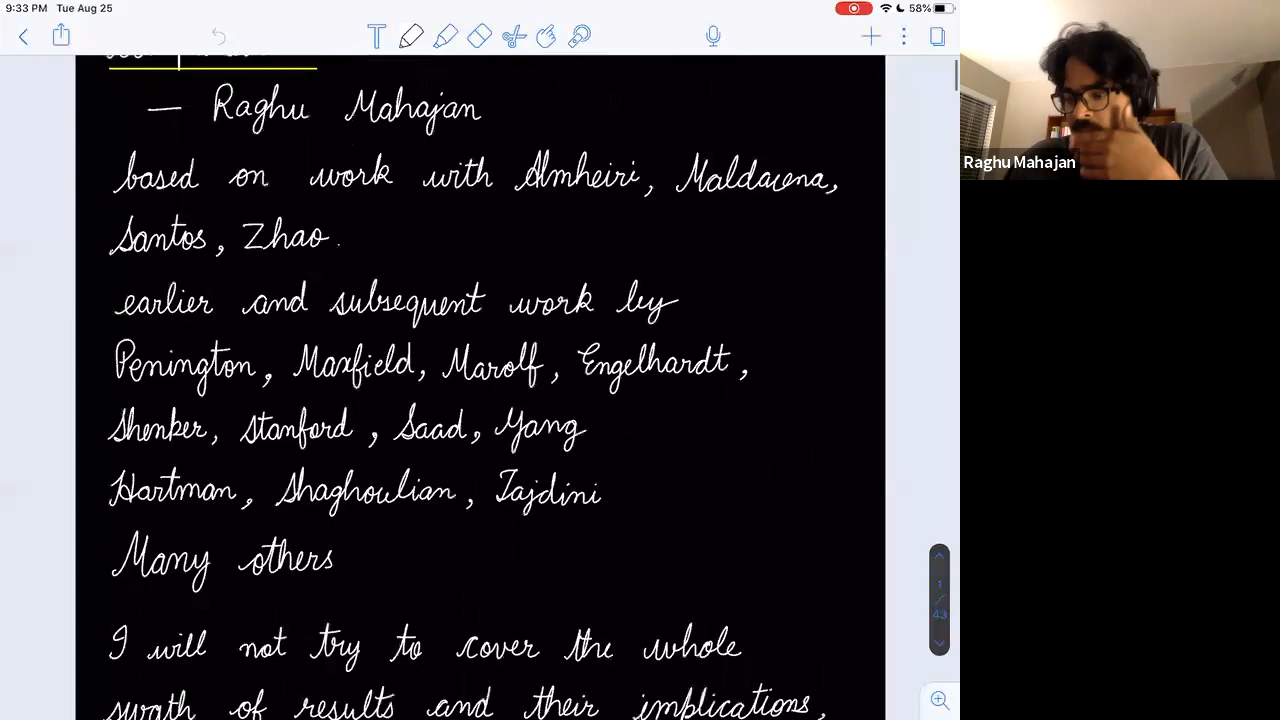 9:33 PM Tue Aug 25
58%
— Raghu Mahajan
based on work with Almheiri, Maldacena,
Santos, Zhao.
earlier and subsequent work by
Penington, Maxfield, Marolf, Engelhardt,
Shenker, Stanford, Saad, Yang
Hartman, Shaghoulian, Tajdini
Many others
I will not try to cover the whole
swath of results and their implications,
1
/
43
Raghu Mahajan